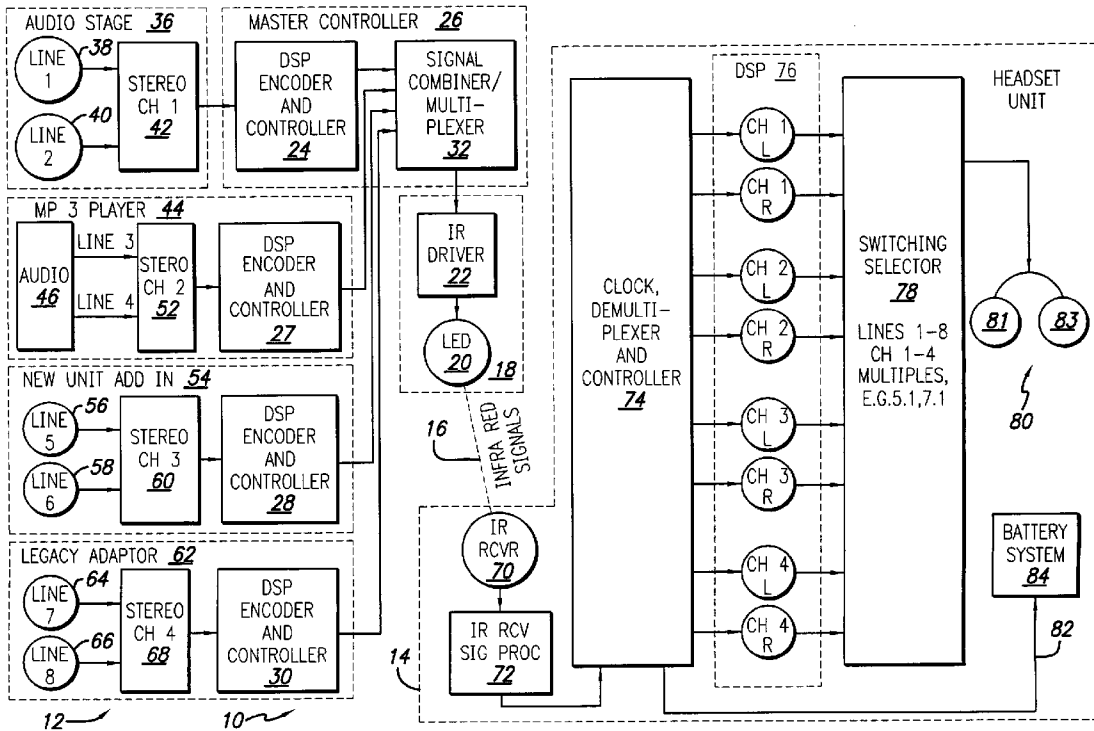 AUDIO STAGE 36
38
LINE
1
40
LINE
2
STEREO
CH 1
42
MASTER CONTROLLER 26
DSP
ENCODER
AND
CONTROLLER
24
SIGNAL
COMBINER/
MULTI-
PLEXER
32
MP 3 PLAYER 44
AUDIO
46
LINE 3
LINE 4
STERO
CH 2
52
DSP
ENCODER
AND
CONTROLLER
27
NEW UNIT ADD IN 54
56
LINE
5
58
LINE
6
STEREO
CH 3
60
DSP
ENCODER
AND
CONTROLLER
28
LEGACY ADAPTOR 62
64
LINE
7
66
LINE
8
STEREO
CH 4
68
DSP
ENCODER
AND
CONTROLLER
30
12
10
IR
DRIVER
22
LED
20
18
16
INFRA RED
SIGNALS
IR
RCVR
70
IR RCV
SIG PROC
72
14
CLOCK,
DEMULTI-
PLEXER
AND
CONTROLLER
74
DSP 76
CH 1
L
CH 1
R
CH 2
L
CH 2
R
CH 3
L
CH 3
R
CH 4
L
CH 4
R
SWITCHING
SELECTOR
78
LINES 1-8
CH 1-4
MULTIPLES,
E.G.5.1,7.1
HEADSET
UNIT
81
83
80
BATTERY
SYSTEM
84
82